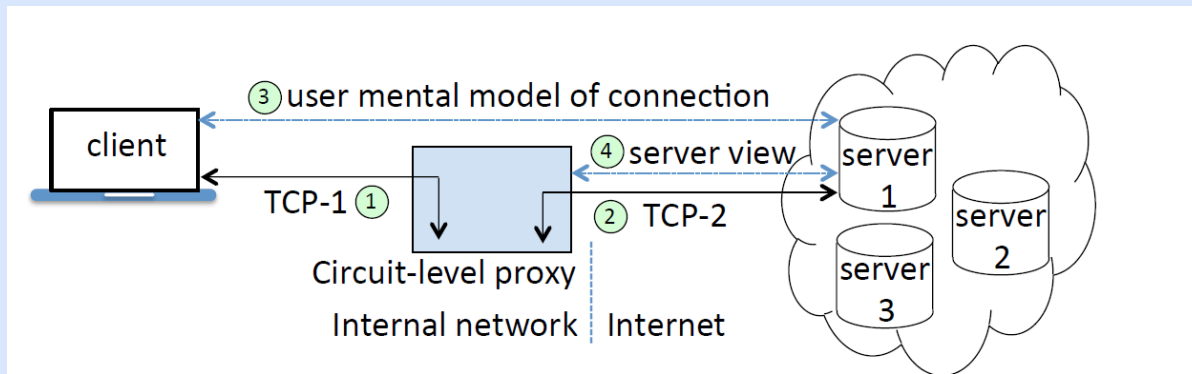 3 user mental model of connection
client
4 server view
server
1
TCP-1 1
2 TCP-2
server
2
Circuit-level proxy
server
3
Internal network Internet